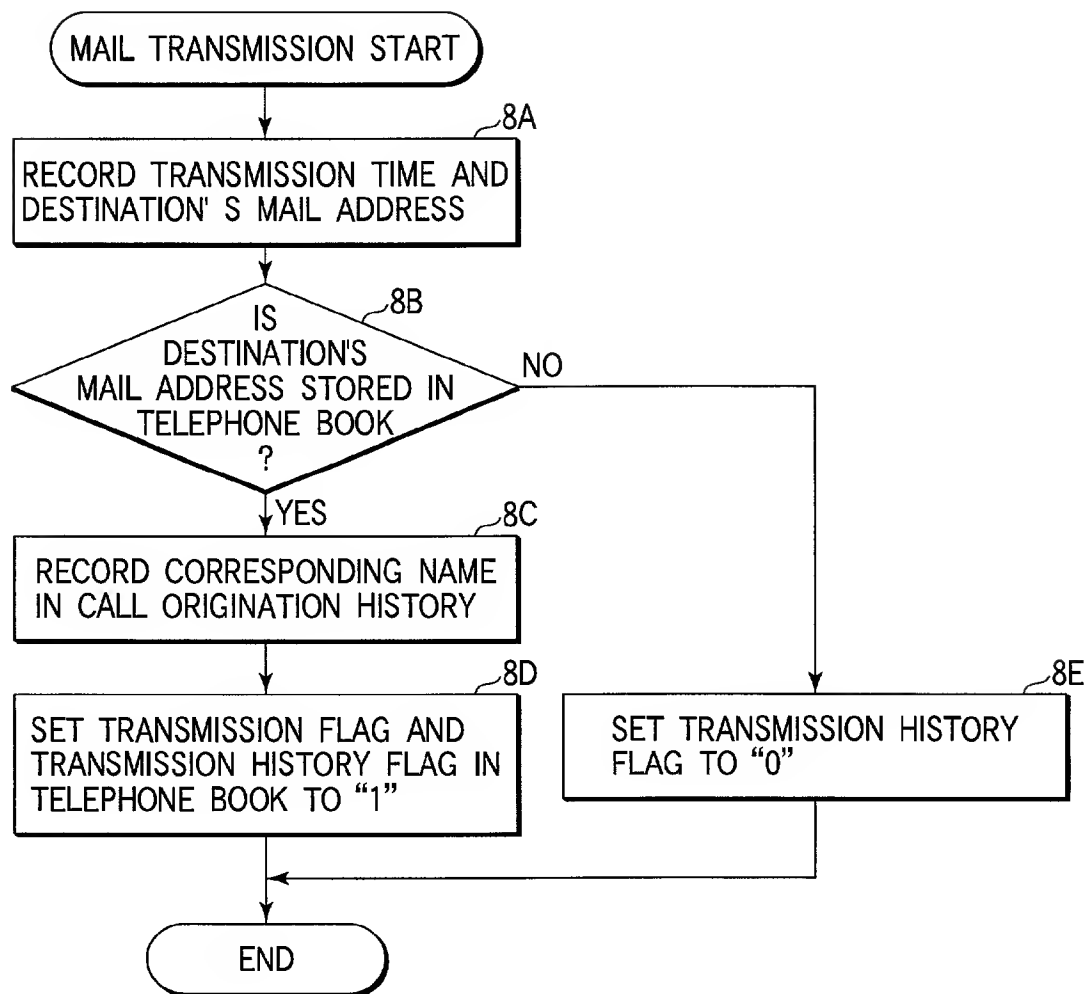 MAIL TRANSMISSION START
8A
RECORD TRANSMISSION TIME AND
DESTINATION' S MAIL ADDRESS
8B
IS
DESTINATION'S
MAIL ADDRESS STORED IN
TELEPHONE BOOK
?
NO
YES
8C
RECORD CORRESPONDING NAME
IN CALL ORIGINATION HISTORY
8D
SET TRANSMISSION FLAG AND
TRANSMISSION HISTORY FLAG IN
TELEPHONE BOOK TO “1”
8E
SET TRANSMISSION HISTORY
FLAG TO “0”
END